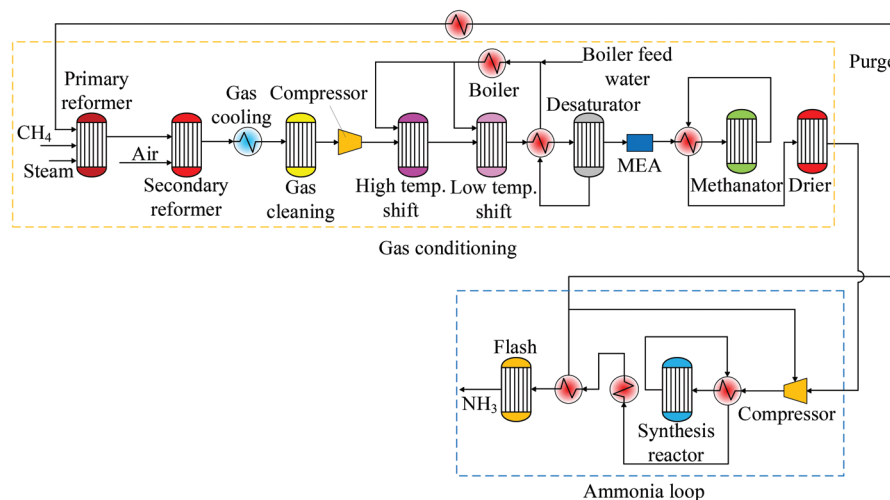 Purge
Primary
reformer
CH₄
Steam
Air
Secondary
reformer
Gas
cooling
Compressor
Gas
cleaning
High temp.
shift
Low temp.
shift
Boiler
Boiler feed
water
Desaturator
MEA
Methanator
Drier
Gas conditioning
Flash
NH₃
Synthesis
reactor
Compressor
Ammonia loop